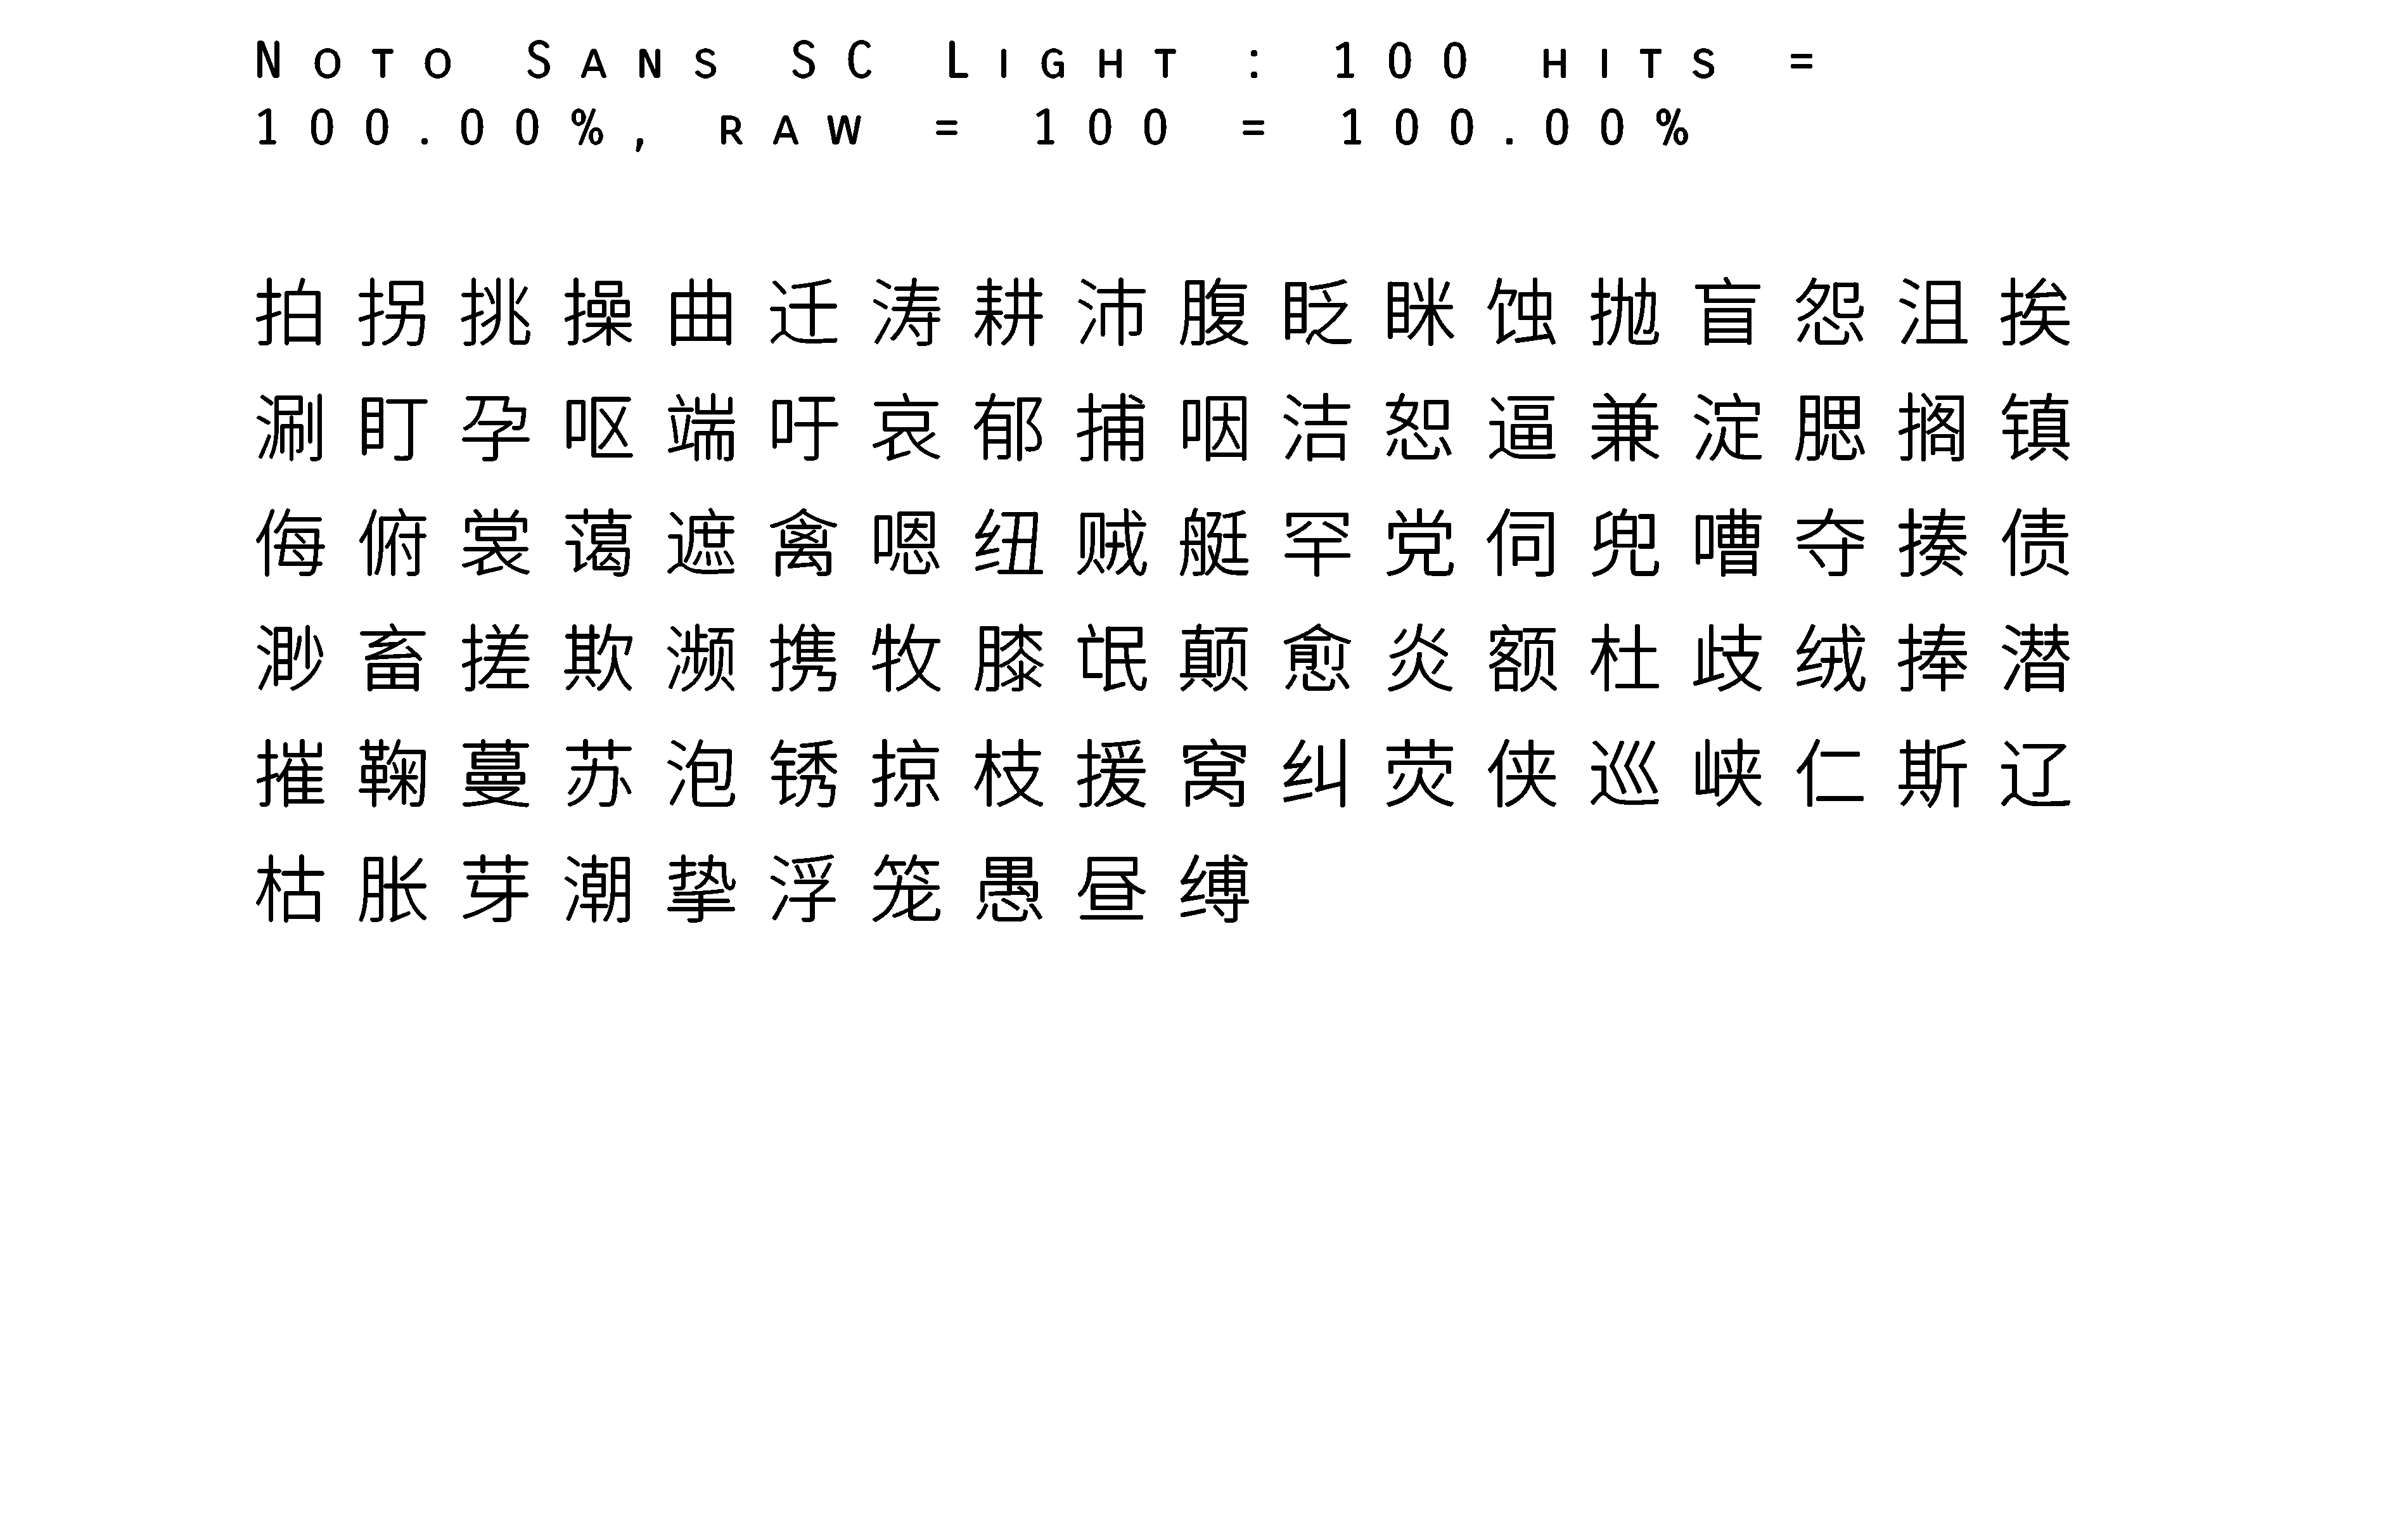 Noto Sans SC Light : 100 hits =
100.00%, raw = 100 = 100.00%
拍拐挑操曲迁涛耕沛腹眨眯蚀抛盲怨沮挨
涮盯孕呕端吁哀郁捕咽洁恕逼兼淀腮搁镇
侮俯裳蔼遮禽嗯纽贼艇罕党伺兜嘈夺揍债
渺畜搓欺濒携牧膝氓颠愈炎额杜歧绒捧潜
摧鞠蔓苏泡锈掠枝援窝纠荧侠巡峡仁斯辽
枯胀芽潮挚浮笼愚昼缚